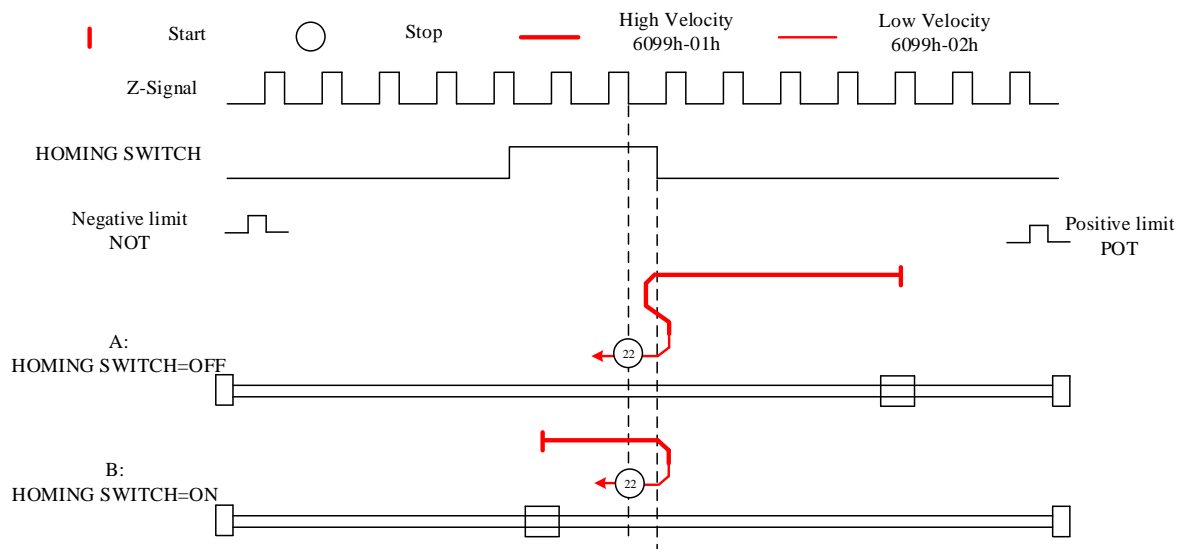 Start
Stop
High Velocity
6099h-01h
Low Velocity
6099h-02h
Z-Signal
HOMING SWITCH
Negative limit
NOT
Positive limit
POT
A:
HOMING SWITCH=OFF
22
B:
HOMING SWITCH=ON
22